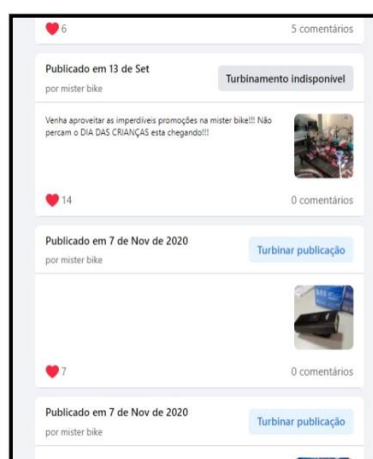 6
5 comentários
Publicado em 13 de Set
Turbinamento indisponível
por mister bike
Venha aproveitar as imperdíveis promoções na mister bike!!! Não
percam o DIA DAS CRIANÇAS esta chegando!!!
14
0 comentários
Publicado em 7 de Nov de 2020
Turbinar publicação
por mister bike
7
0 comentários
Publicado em 7 de Nov de 2020
Turbinar publicação
por mister bike